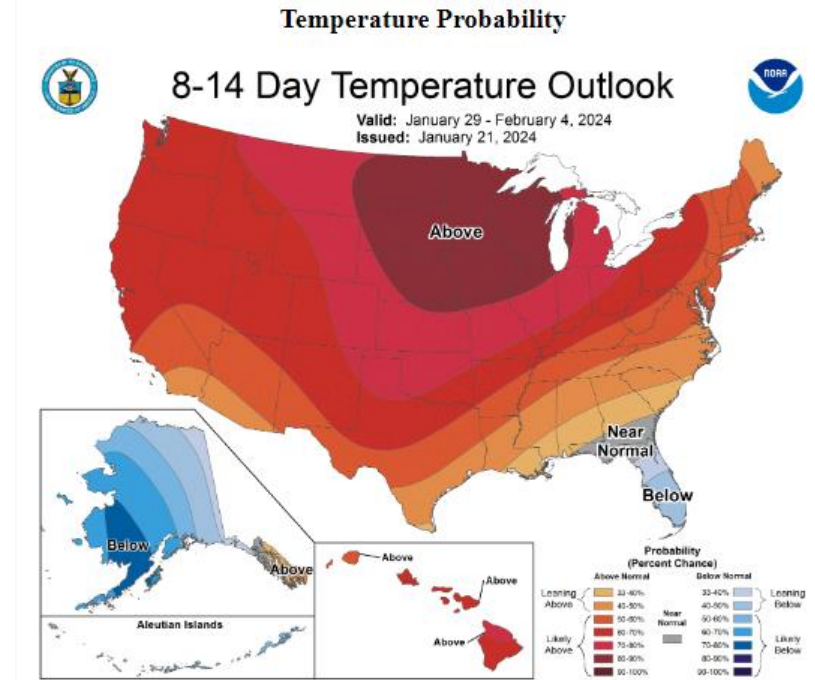 Temperature Probability
8-14 Day Temperature Outlook
NOAA
Valid: January 29 - February 4, 2024
Issued: January 21, 2024
Above
Near
Normal
Below
Below
Above
Aleutian Islands
Above
Above
Above
Probability
(Percent Chance)
Above Normal
Below Normal
Leaning
Above
33-40%
40-50%
Likely
Above
50-60%
60-70%
70-80%
80-90%
90-100%
Near
Normal
33-40%
40-50%
Leaning
Below
50-60%
60-70%
70-80%
80-90%
90-100%
Likely
Below